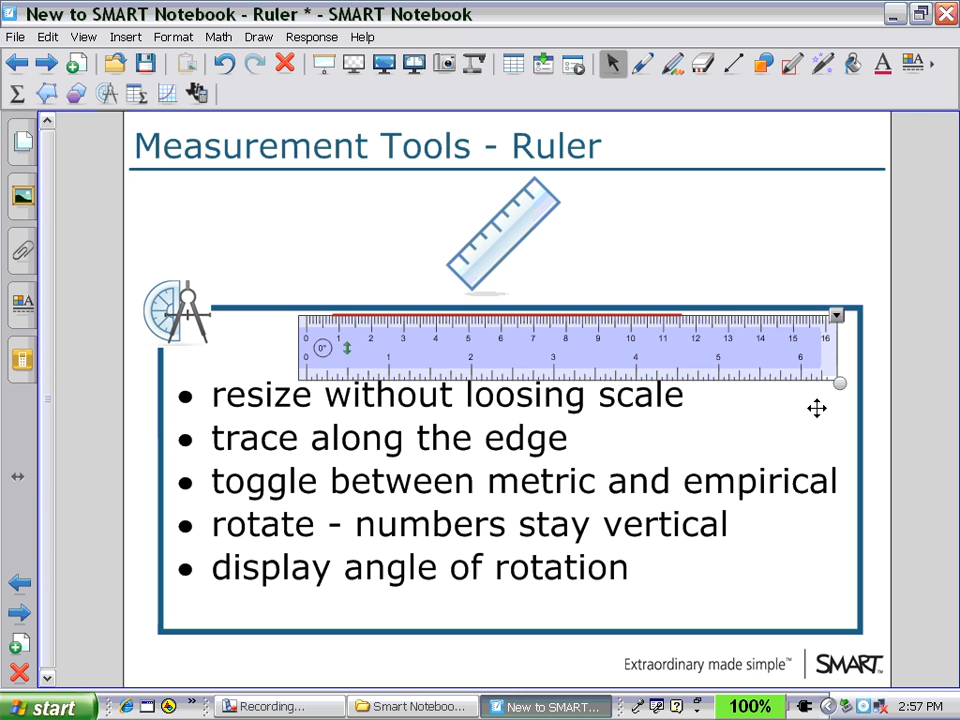 New to SMART Notebook - Ruler * - SMART Notebook
File Edit View Insert Format Math Draw Response Help
Measurement Tools - Ruler
0 1 2 3 4 5 6 7 8 9 10 11 12 13 14 15 16
0°
0 1 2 3 4 5 6
• resize without loosing scale
• trace along the edge
• toggle between metric and empirical
• rotate - numbers stay vertical
• display angle of rotation
Extraordinary made simple™ SMART
start Recording... Smart Notebook... New to SMART... 100% 2:57 PM